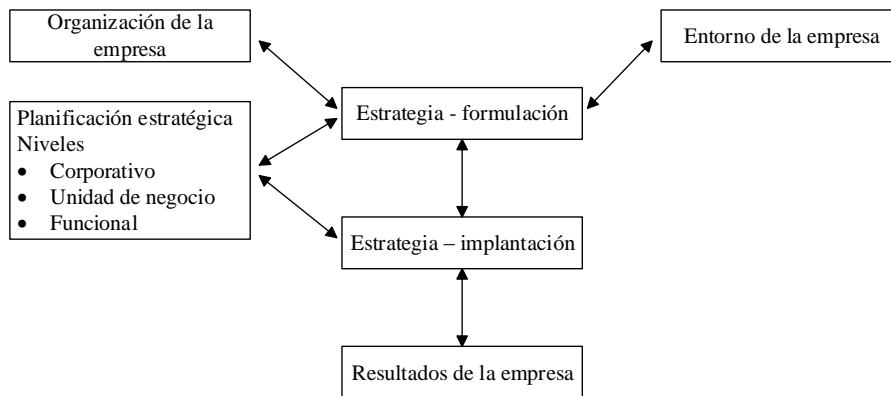 Organización de la
empresa
Entorno de la empresa
Estrategia - formulación
Planificación estratégica
Niveles
• Corporativo
• Unidad de negocio
• Funcional
Estrategia – implantación
Resultados de la empresa